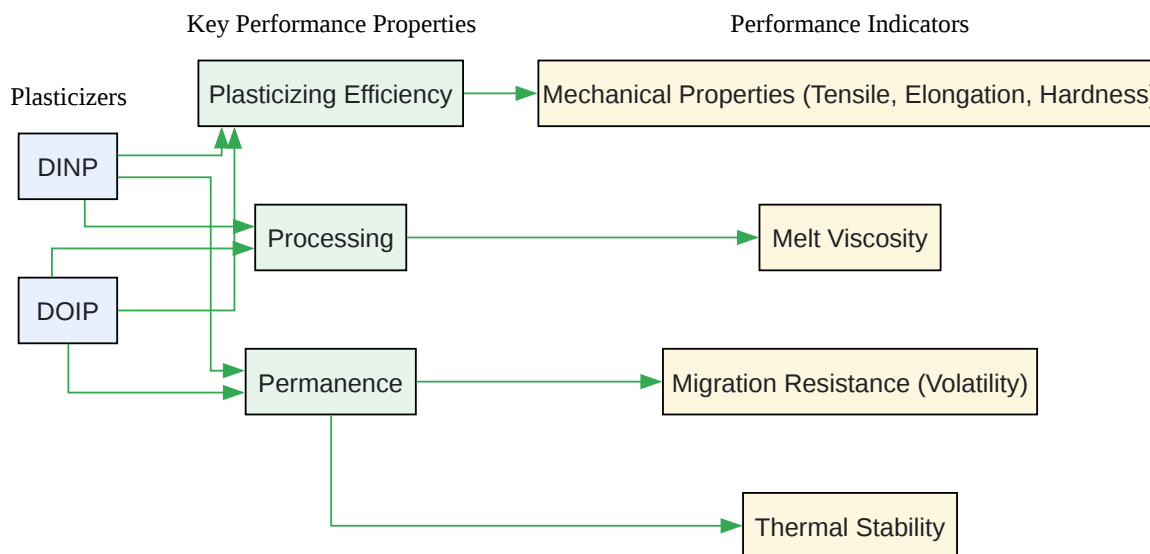 Key Performance Properties
Performance Indicators
Plasticizers
Plasticizing Efficiency
Mechanical Properties (Tensile, Elongation, Hardness)
DINP
Processing
Melt Viscosity
DOIP
Permanence
Migration Resistance (Volatility)
Thermal Stability